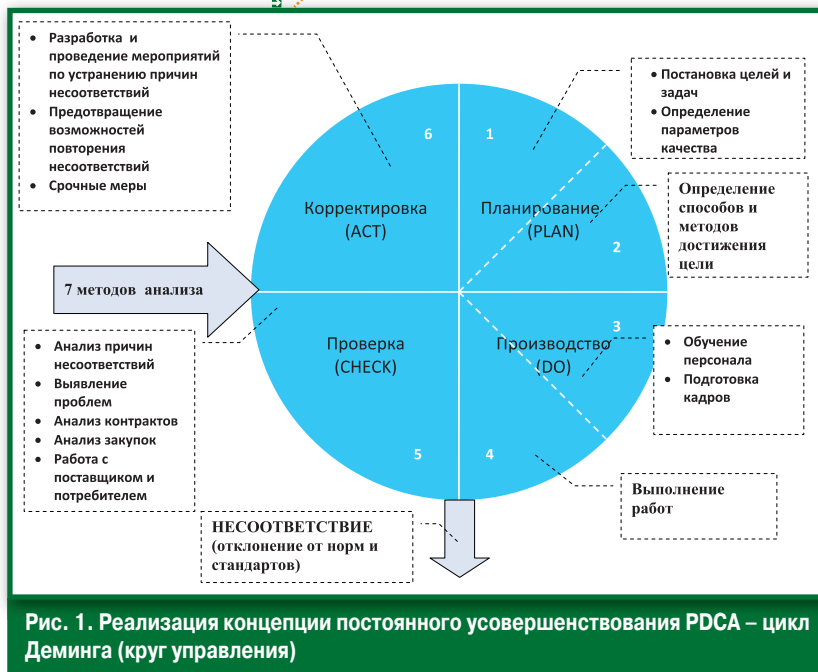 • Разработка и
проведение мероприятий
по устранению причин
несоответствий
• Предотвращение
возможностей
повторения
несоответствий
• Срочные меры
• Постановка целей и
задач
• Определение
параметров
качества
6
1
Корректировка
(ACT)
Планирование
(PLAN)
Определение
способов и
методов
достижения
цели
2
7 методов анализа
3
• Анализ причин
несоответствий
• Выявление
проблем
• Анализ контрактов
• Анализ закупок
• Работа с
поставщиком и
потребителем
Проверка
(CHECK)
Производство
(DO)
• Обучение
персонала
• Подготовка
кадров
5
4
Выполнение
работ
НЕСООТВЕТСТВИЕ
(отклонение от норм и
стандартов)
Рис. 1. Реализация концепции постоянного усовершенствования PDCA – цикл
Деминга (круг управления)